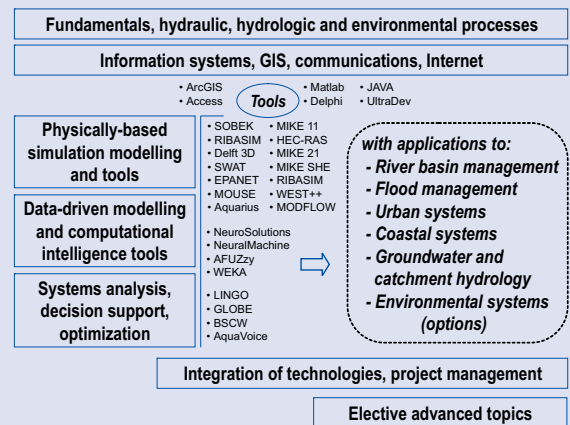 Fundamentals, hydraulic, hydrologic and environmental processes
Information systems, GIS, communications, Internet
• ArcGIS
• Access
Tools
• Matlab • JAVA
• Delphi • UltraDev
Physically-based
simulation modelling
and tools
• SOBEK • MIKE 11
• RIBASIM • HEC-RAS
• Delft 3D • MIKE 21
• SWAT • MIKE SHE
• EPANET • RIBASIM
• MOUSE • WEST++
• Aquarius • MODFLOW
Data-driven modelling
and computational
intelligence tools
• NeuroSolutions
• NeuralMachine
• AFUZzy
• WEKA
Systems analysis,
decision support,
optimization
• LINGO
• GLOBE
• BSCW
• AquaVoice
with applications to:
- River basin management
- Flood management
- Urban systems
- Coastal systems
- Groundwater and
catchment hydrology
- Environmental systems
(options)
Integration of technologies, project management
Elective advanced topics